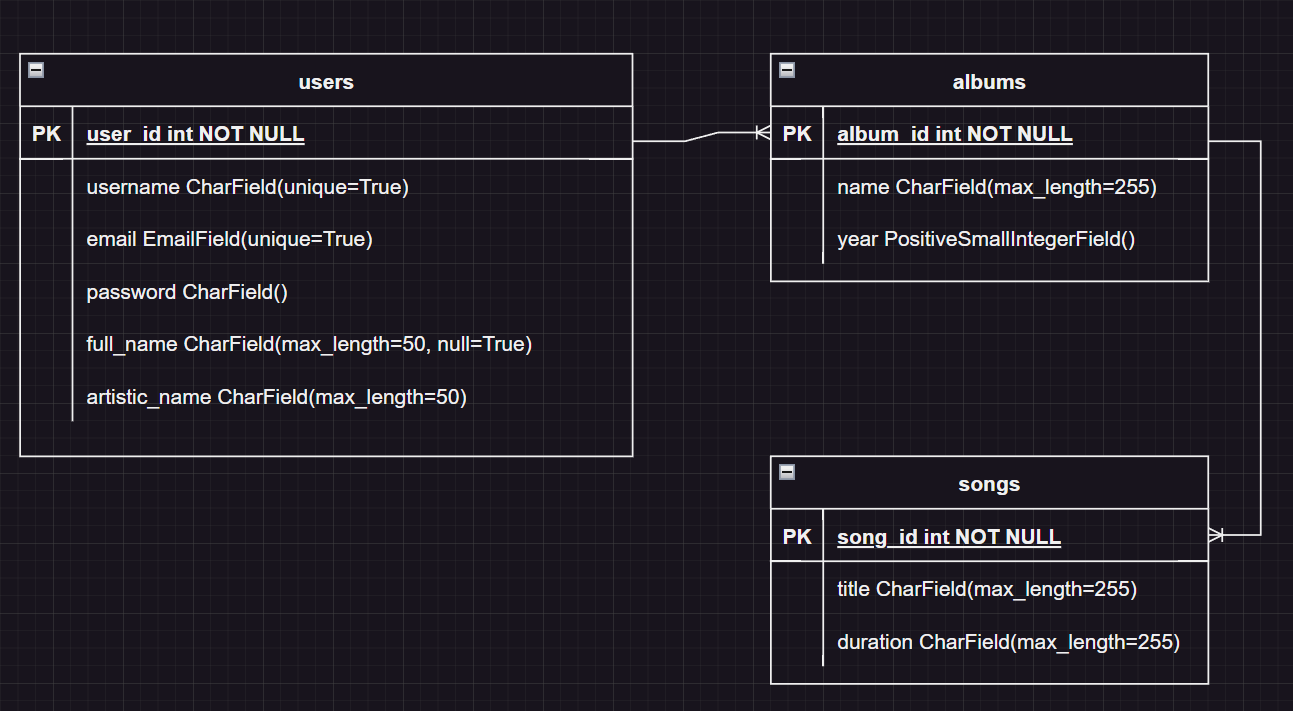 users
PK user_id int NOT NULL
username CharField(unique=True)
email EmailField(unique=True)
password CharField()
full_name CharField(max_length=50, null=True)
artistic_name CharField(max_length=50)
albums
PK album_id int NOT NULL
name CharField(max_length=255)
year PositiveSmallIntegerField()
songs
PK song_id int NOT NULL
title CharField(max_length=255)
duration CharField(max_length=255)